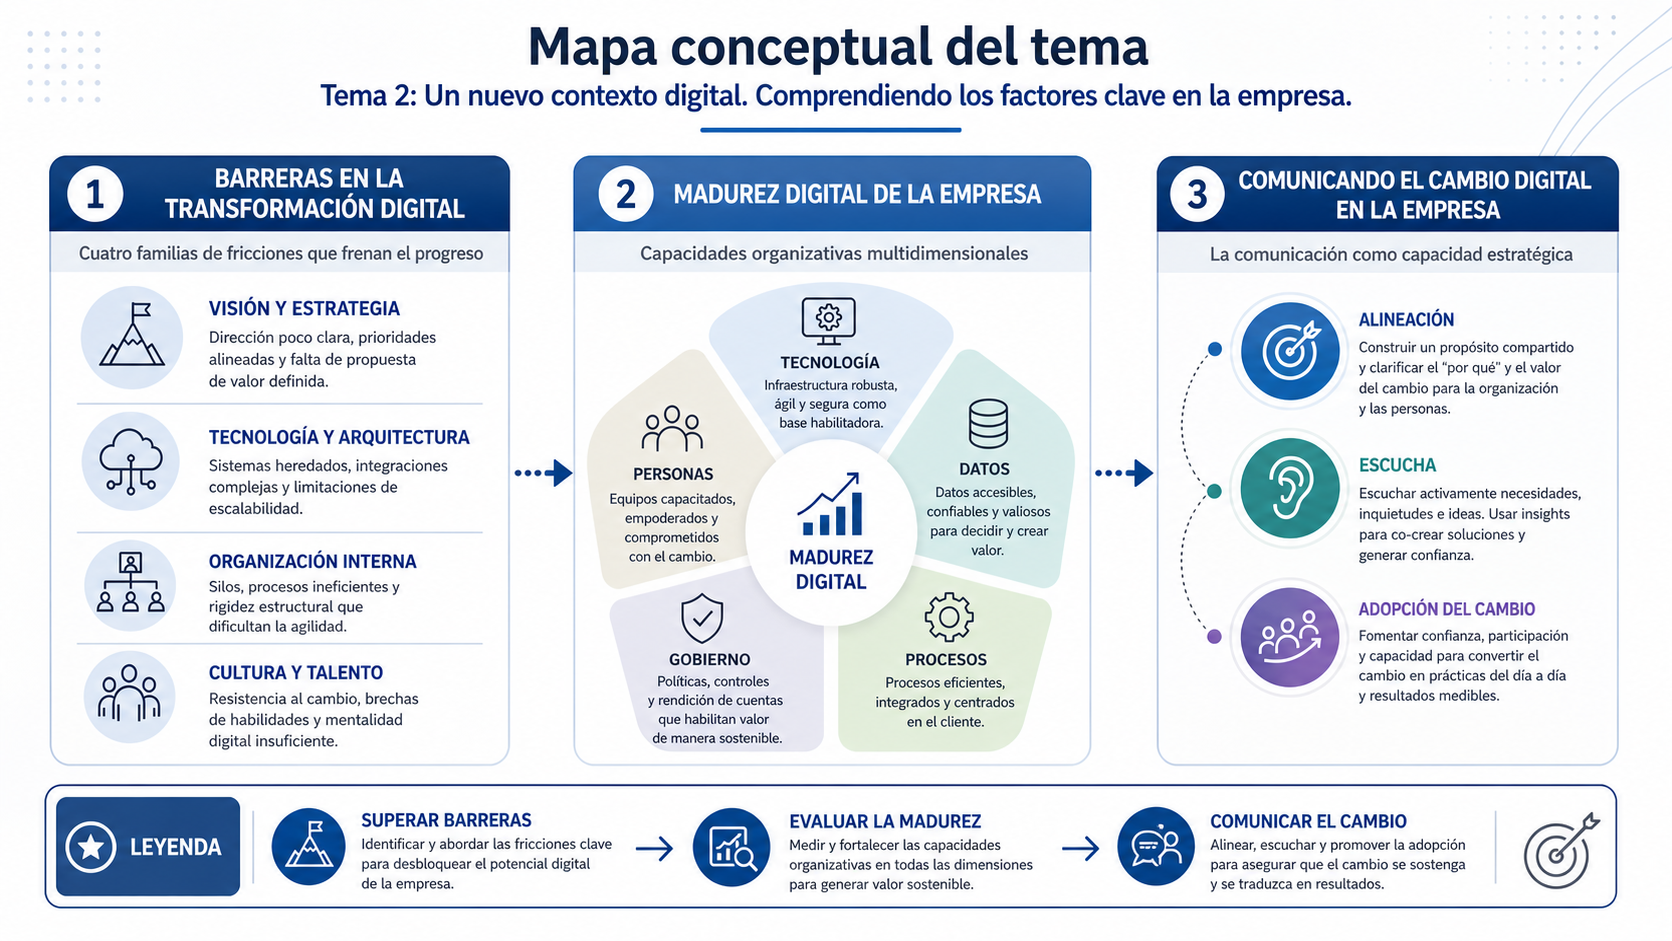 Mapa conceptual del tema
Tema 2: Un nuevo contexto digital. Comprendiendo los factores clave en la empresa.
1
BARRERAS EN LA
TRANSFORMACIÓN DIGITAL
Cuatro familias de fricciones que frenan el progreso
VISIÓN Y ESTRATEGIA
Dirección poco clara, prioridades
alineadas y falta de propuesta
de valor definida.
TECNOLOGÍA Y ARQUITECTURA
Sistemas heredados, integraciones
complejas y limitaciones de
escalabilidad.
ORGANIZACIÓN INTERNA
Silos, procesos ineficientes y
rigidez estructural que
dificultan la agilidad.
CULTURA Y TALENTO
Resistencia al cambio, brechas
de habilidades y mentalidad
digital insuficiente.
2
MADUREZ DIGITAL DE LA EMPRESA
Capacidades organizativas multidimensionales
TECNOLOGÍA
Infraestructura robusta,
ágil y segura como
base habilitadora.
PERSONAS
Equipos capacitados,
empoderados y
comprometidos
con el cambio.
DATOS
Datos accesibles,
confiables y valiosos
para decidir y crear
valor.
MADUREZ
DIGITAL
GOBIERNO
Políticas, controles
y rendición de cuentas
que habilitan valor
de manera sostenible.
PROCESOS
Procesos eficientes,
integrados y centrados
en el cliente.
3
COMUNICANDO EL CAMBIO DIGITAL
EN LA EMPRESA
La comunicación como capacidad estratégica
ALINEACIÓN
Construir un propósito compartido
y clarificar el “por qué” y el valor
del cambio para la organización
y las personas.
ESCUCHA
Escuchar activamente necesidades,
inquietudes e ideas. Usar insights
para co-crear soluciones y
generar confianza.
ADOPCIÓN DEL CAMBIO
Fomentar confianza, participación
y capacidad para convertir el
cambio en prácticas del día a día
y resultados medibles.
LEYENDA
SUPERAR BARRERAS
Identificar y abordar las fricciones clave
para desbloquear el potencial digital
de la empresa.
EVALUAR LA MADUREZ
Medir y fortalecer las capacidades
organizativas en todas las dimensiones
para generar valor sostenible.
COMUNICAR EL CAMBIO
Alinear, escuchar y promover la adopción
para asegurar que el cambio se sostenga
y se traduzca en resultados.